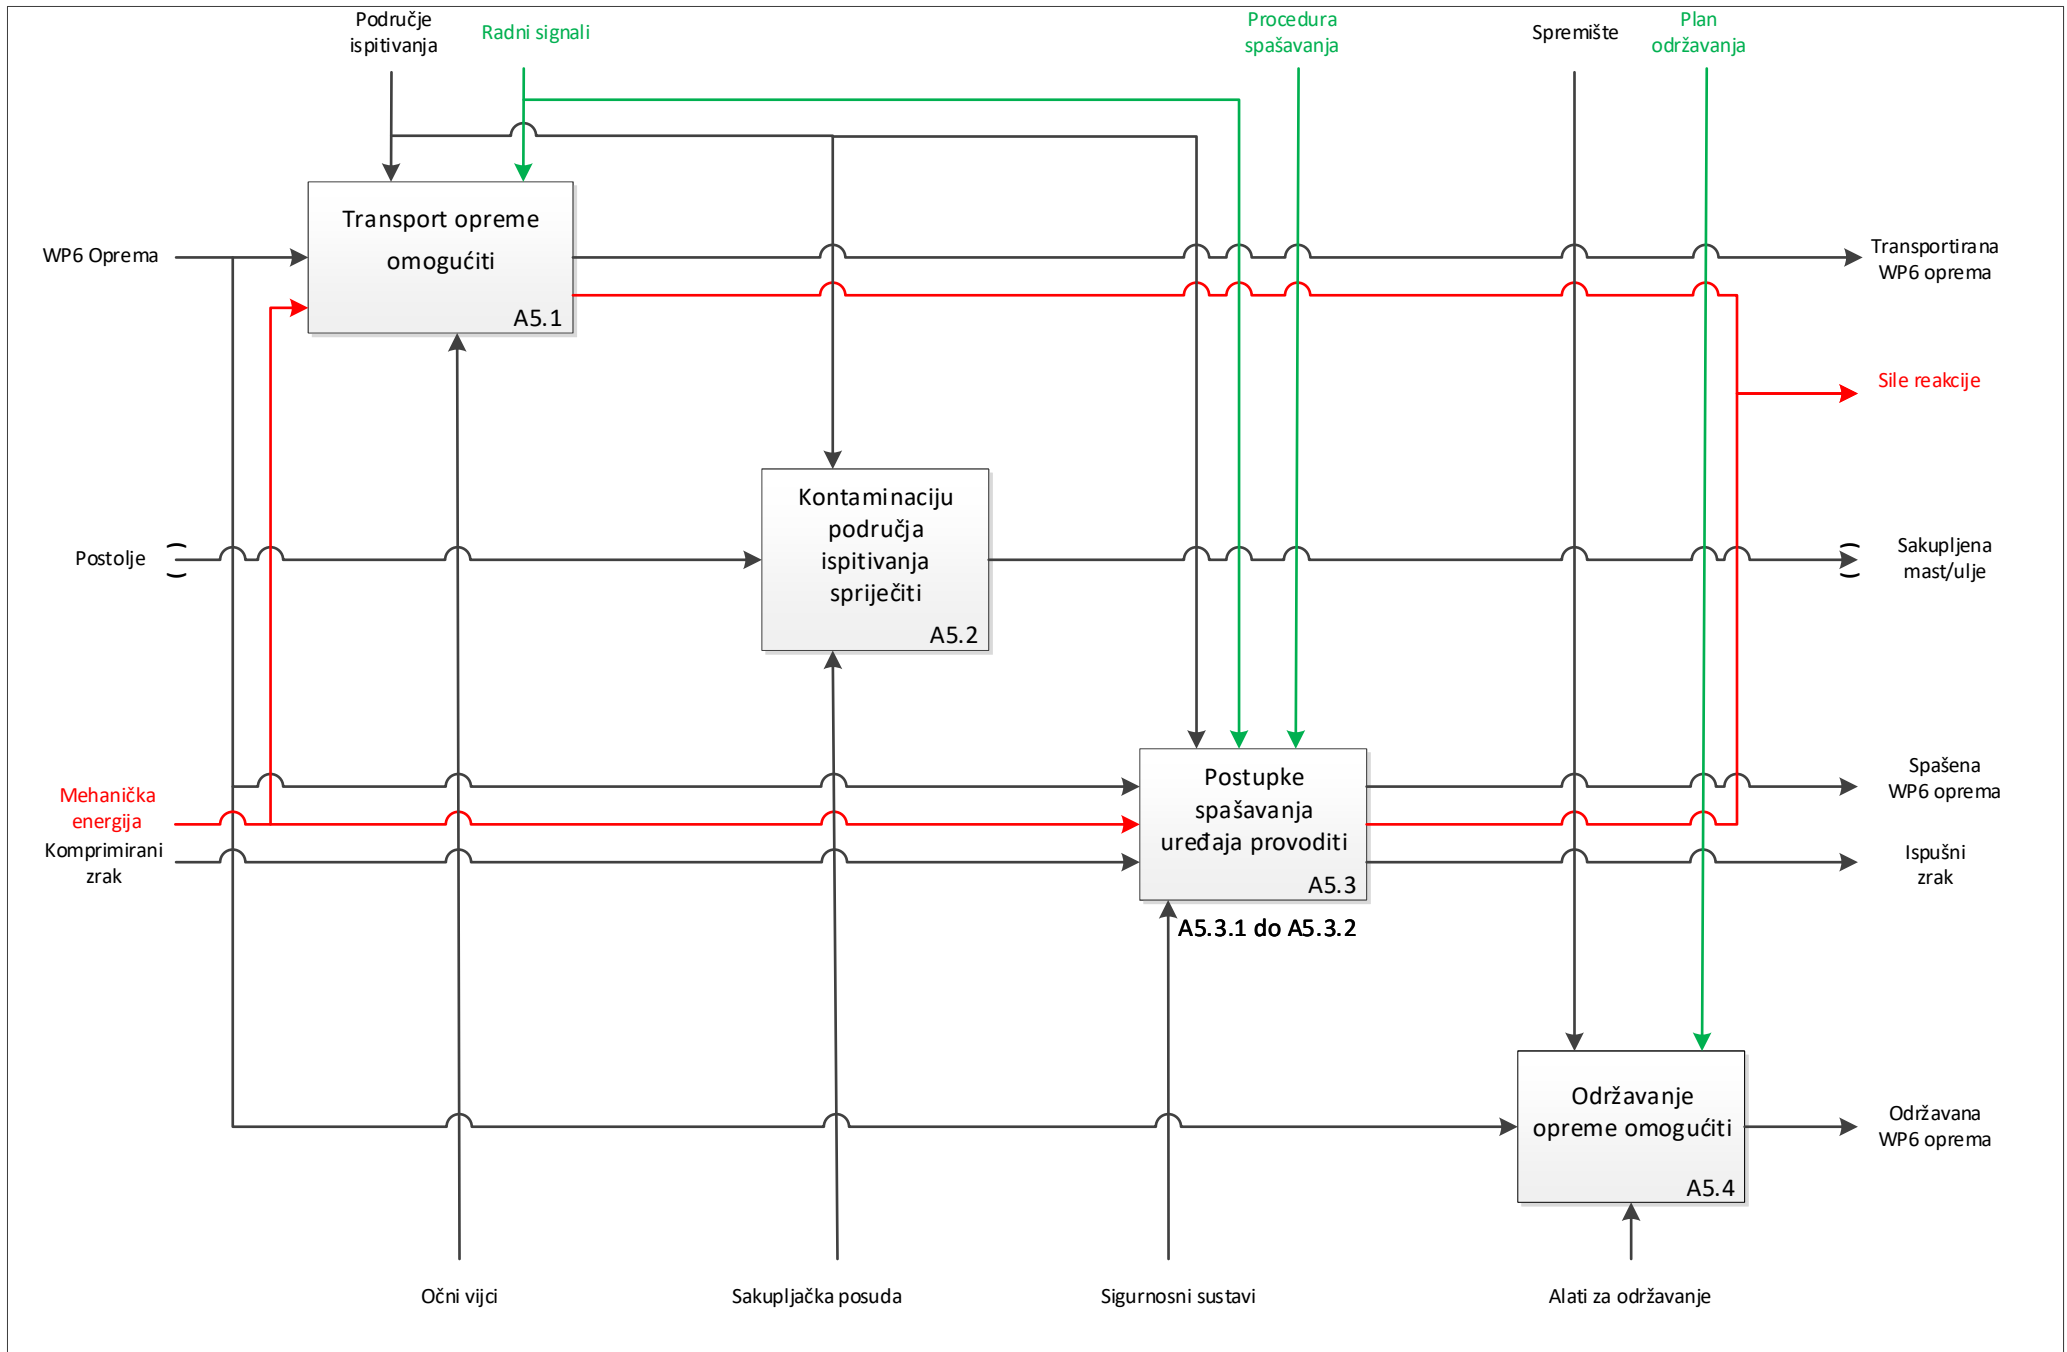 Područje
ispitivanja
Radni signali
Procedura
spašavanja
Spremište
Plan
održavanja
Transport opreme
omogućiti
A5.1
WP6 Oprema
Transportirana
WP6 oprema
Sile reakcije
Kontaminaciju
područja
ispitivanja
spriječiti
A5.2
Postolje
Sakupljena
mast/ulje
Postupke
spašavanja
uređaja provoditi
A5.3
A5.3.1 do A5.3.2
Mehanička
energija
Komprimirani
zrak
Spašena
WP6 oprema
Ispušni
zrak
Održavanje
opreme omogućiti
A5.4
Održavana
WP6 oprema
Očni vijci
Sakupljačka posuda
Sigurnosni sustavi
Alati za održavanje